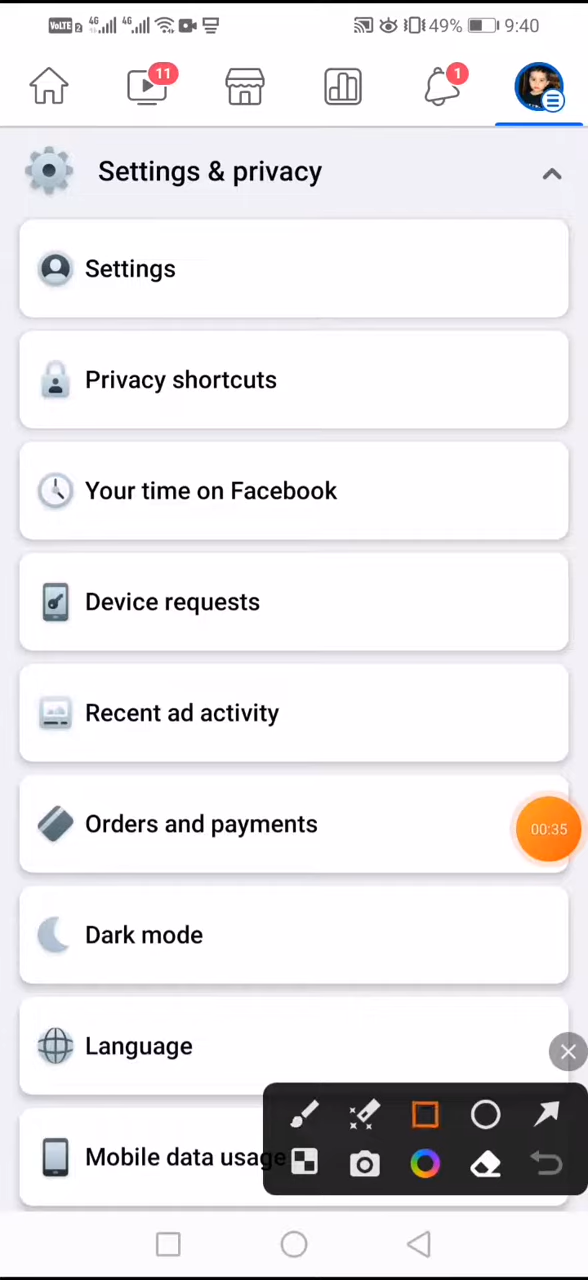 VoLTE 2 4G 4G 49% 9:40
11
1
Settings & privacy
Settings
Privacy shortcuts
Your time on Facebook
Device requests
Recent ad activity
Orders and payments
00:35
Dark mode
Language
Mobile data usage